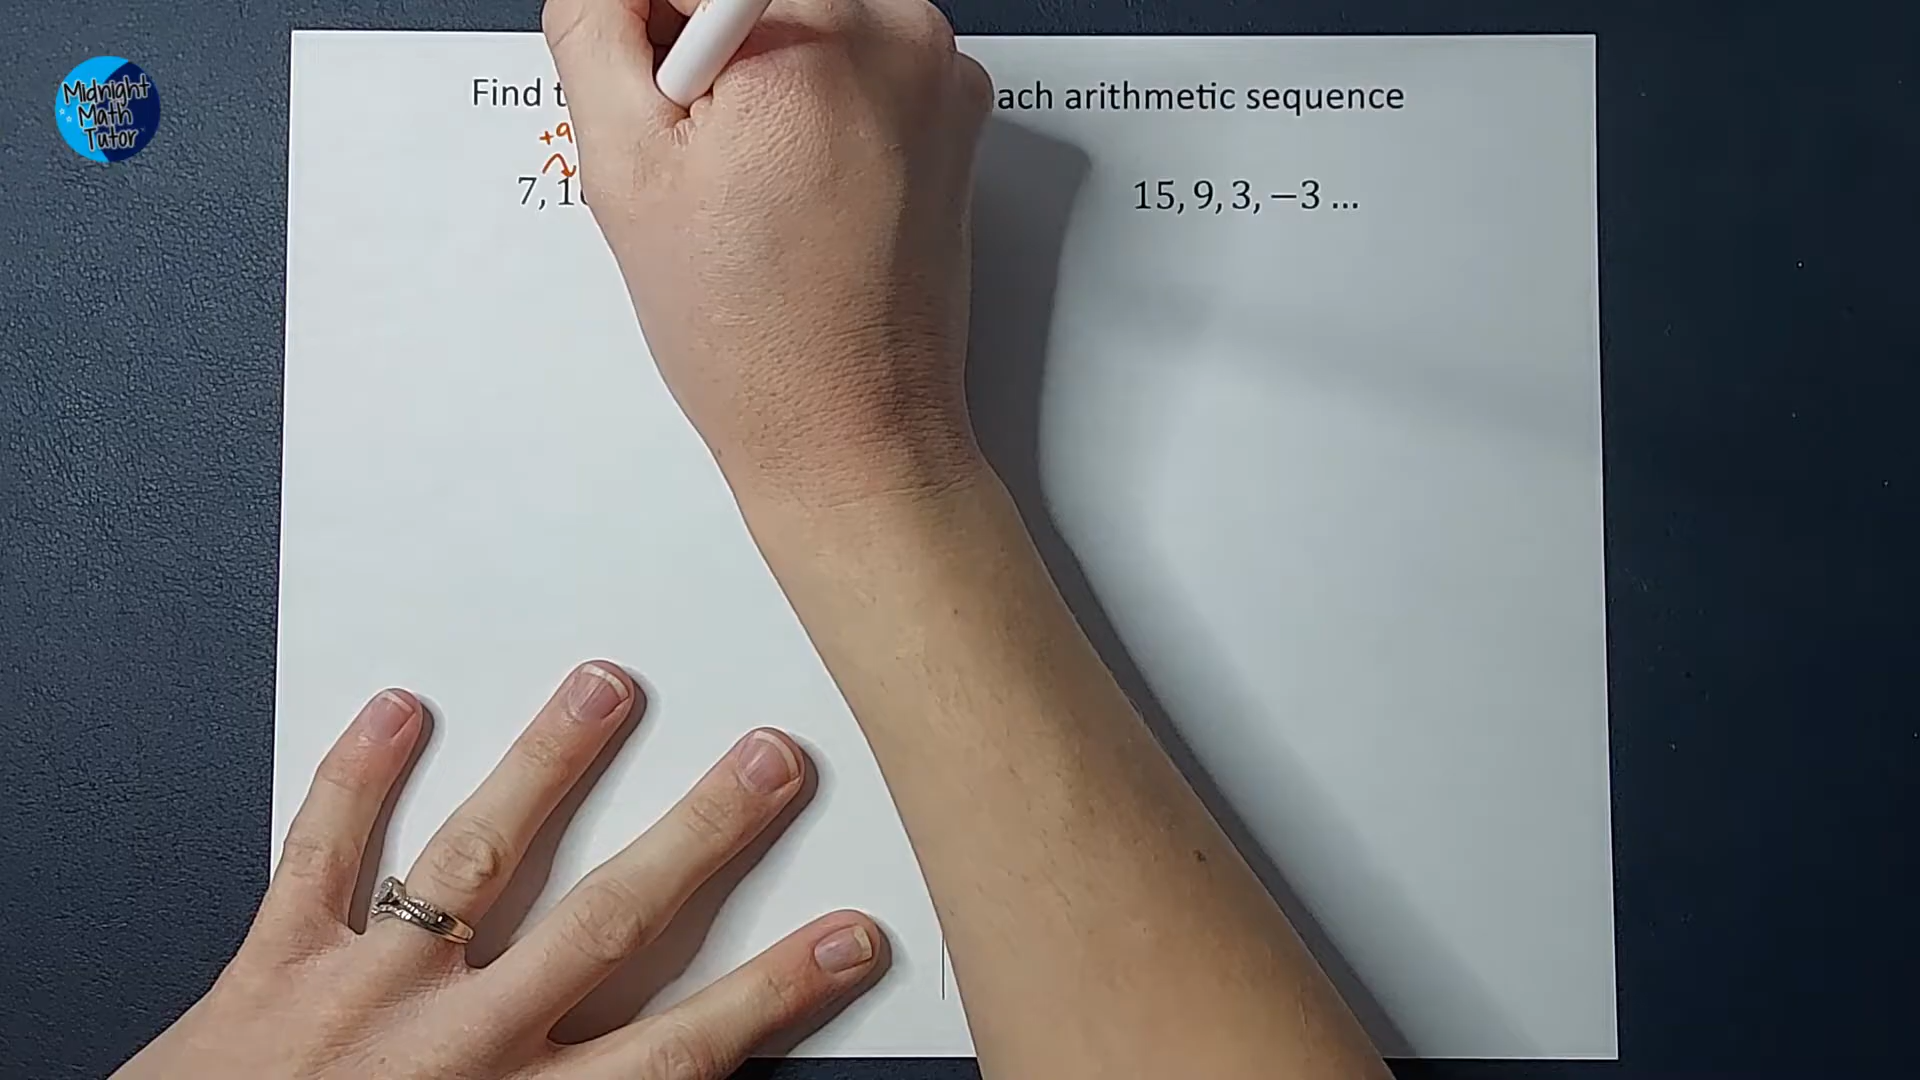 Midnight
Math
Tutor
Find t
ach arithmetic sequence
+9
7, 1
15, 9, 3, −3 ...